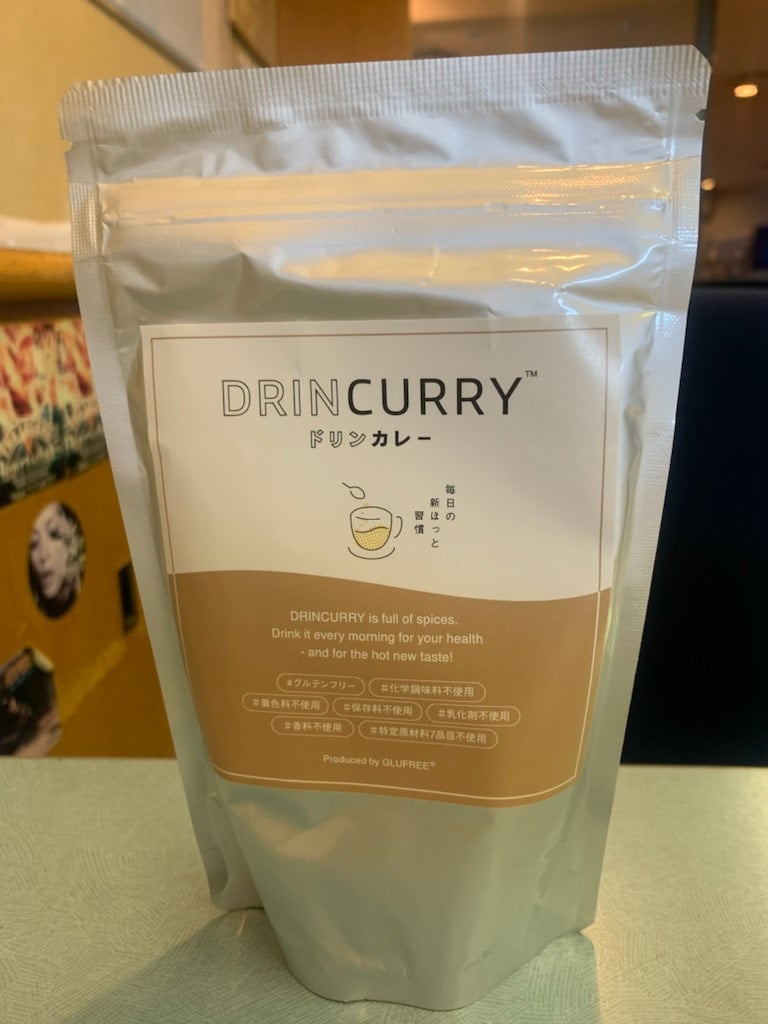 DRINCURRY™
ドリンカレー
毎日の
新ほっと
習慣
DRINCURRY is full of spices.
Drink it every morning for your health
- and for the hot new taste!
#グルテンフリー #化学調味料不使用
#着色料不使用 #保存料不使用 #乳化剤不使用
#香料不使用 #特定原材料7品目不使用
Produced by GLUFREE®